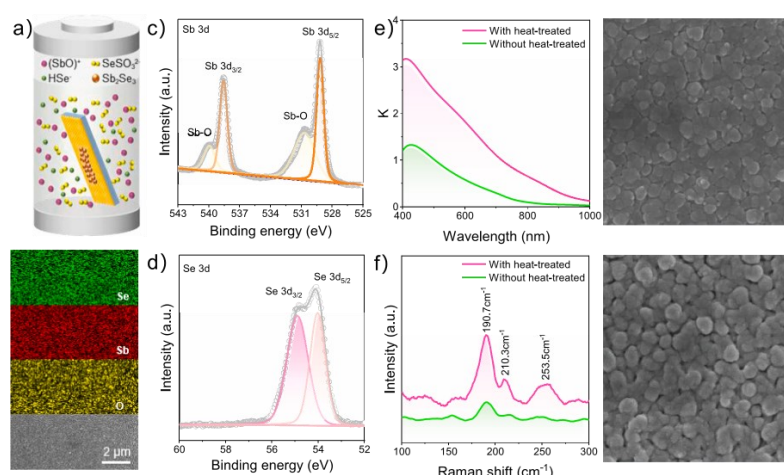 a)
(SbO)⁺
SeSO₃²⁻
HSe⁻
Sb₂Se₃
Se
Sb
O
2 μm
c)
Sb 3d
Sb 3d₅/₂
Sb 3d₃/₂
Sb-O
Sb-O
Intensity (a.u.)
543 540 537 534 531 528 525
Binding energy (eV)
d)
Se 3d
Se 3d₅/₂
Se 3d₃/₂
Intensity (a.u.)
60 58 56 54 52
Binding energy (eV)
e)
With heat-treated
Without heat-treated
K
4
3
2
1
0
400 600 800 1000
Wavelength (nm)
f)
With heat-treated
Without heat-treated
190.7cm⁻¹
210.3cm⁻¹
253.5cm⁻¹
Intensity (a.u.)
100 150 200 250 300
Raman shift (cm⁻¹)